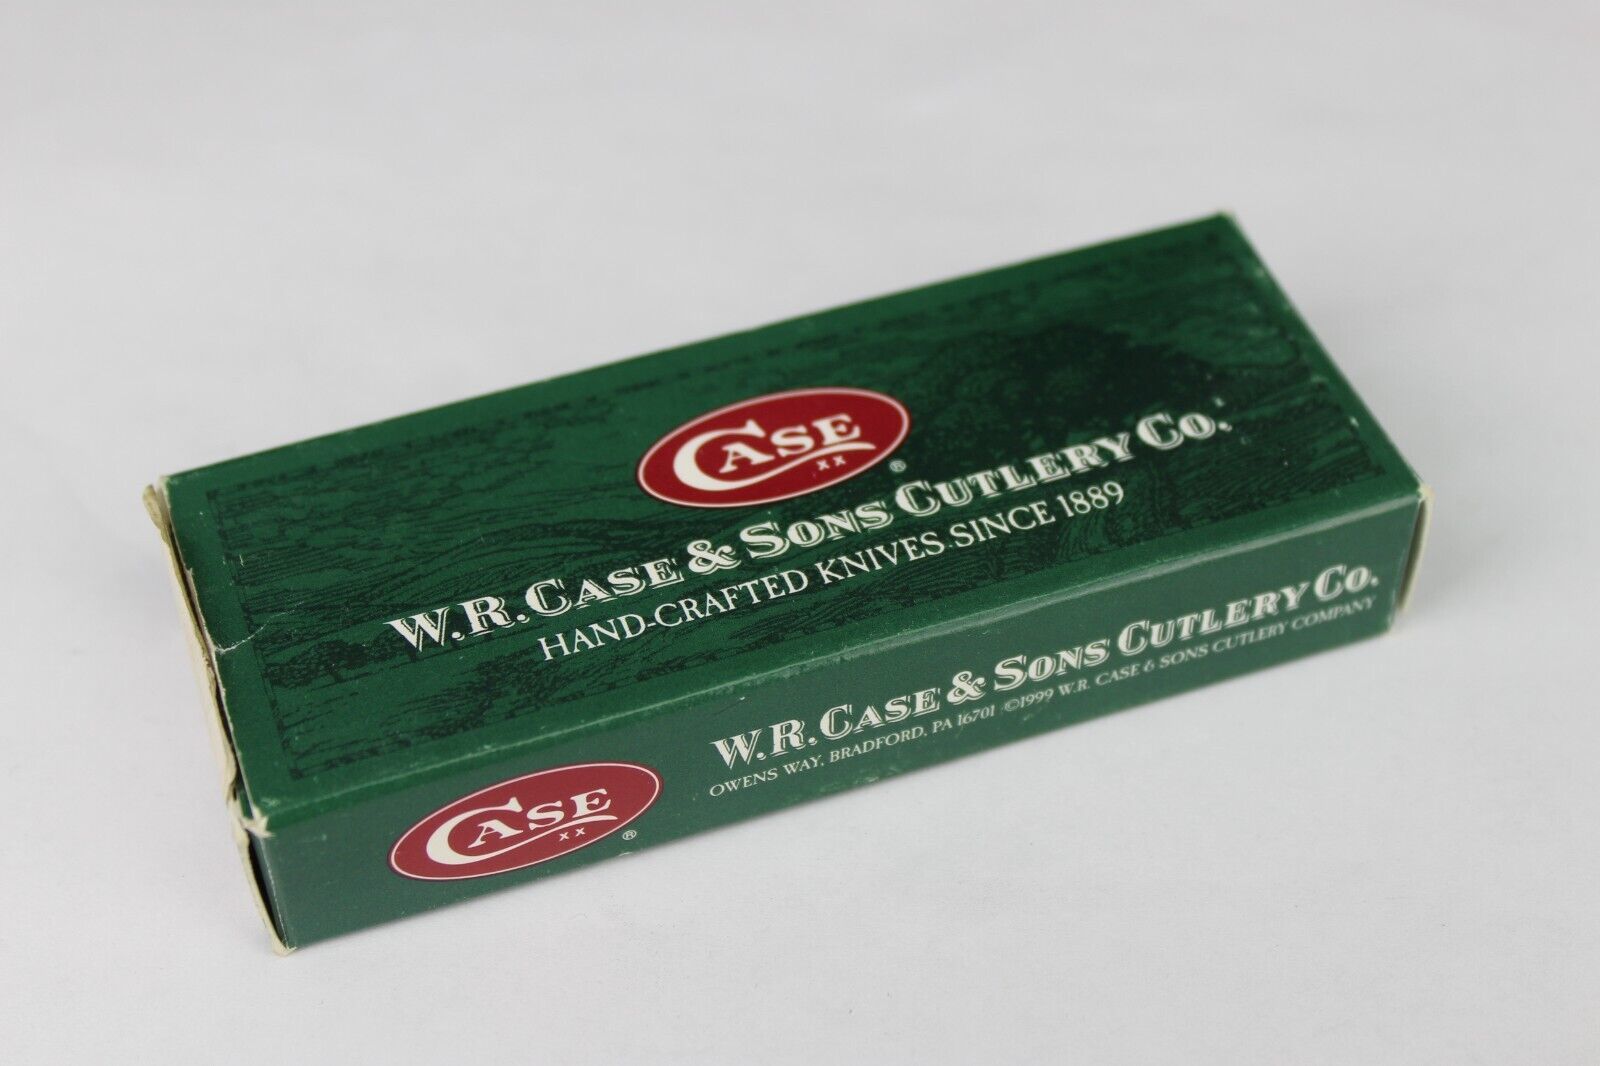 CASE
XX
®
W.R. CASE & SONS CUTLERY CO.
HAND-CRAFTED KNIVES SINCE 1889
CASE
XX
®
W.R. CASE & SONS CUTLERY CO.
OWENS WAY, BRADFORD, PA 16701 ©1999 W.R. CASE & SONS CUTLERY COMPANY